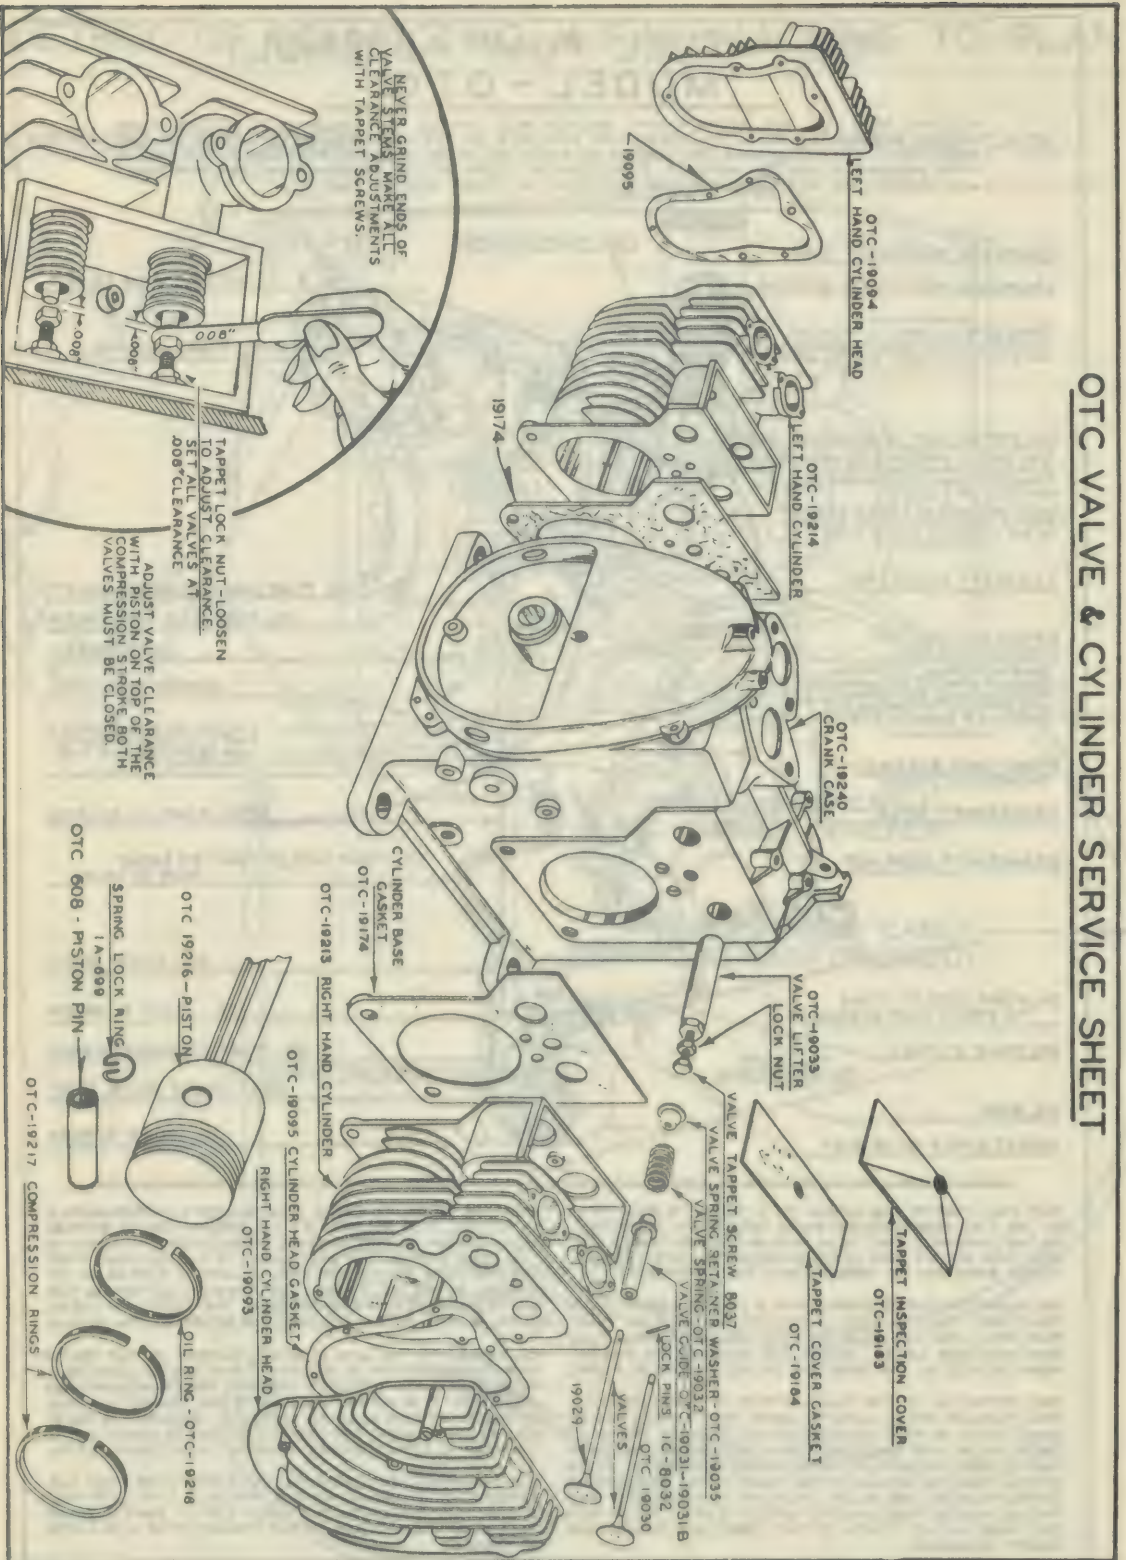 OTC VALVE & CYLINDER SERVICE SHEET
OTC-19094
LEFT HAND CYLINDER HEAD
19095
OTC-19214
LEFT HAND CYLINDER
19174
OTC-19240
CRANK CASE
OTC-19033
VALVE LIFTER
LOCK NUT
TAPPET INSPECTION COVER
OTC-19183
TAPPET COVER GASKET
OTC-19184
VALVE TAPPET SCREW 8037
VALVE SPRING RETAINER WASHER-OTC-19035
VALVE SPRING-OTC-19032
VALVE GUIDE-OTC-19031-19031B
LOCK PINS 1C-8032
OTC 19030
VALVES
19029
NEVER GRIND ENDS OF
VALVE STEMS MAKE ALL
CLEARANCE ADJUSTMENTS
WITH TAPPET SCREWS.
.008"
.008"
.008"
TAPPET LOCK NUT-LOOSEN
TO ADJUST CLEARANCE.
SET ALL VALVES AT
.008" CLEARANCE
ADJUST VALVE CLEARANCE
WITH PISTON ON TOP OF THE
COMPRESSION STROKE BOTH
VALVES MUST BE CLOSED.
CYLINDER BASE
GASKET
OTC-19174
OTC-19213 RIGHT HAND CYLINDER
OTC-19095 CYLINDER HEAD GASKET
RIGHT HAND CYLINDER HEAD
OTC-19093
OTC 19216-PISTON
SPRING LOCK RING
1A-699
OTC 608 - PISTON PIN
OIL RING-OTC-19218
OTC-19217 COMPRESSION RINGS